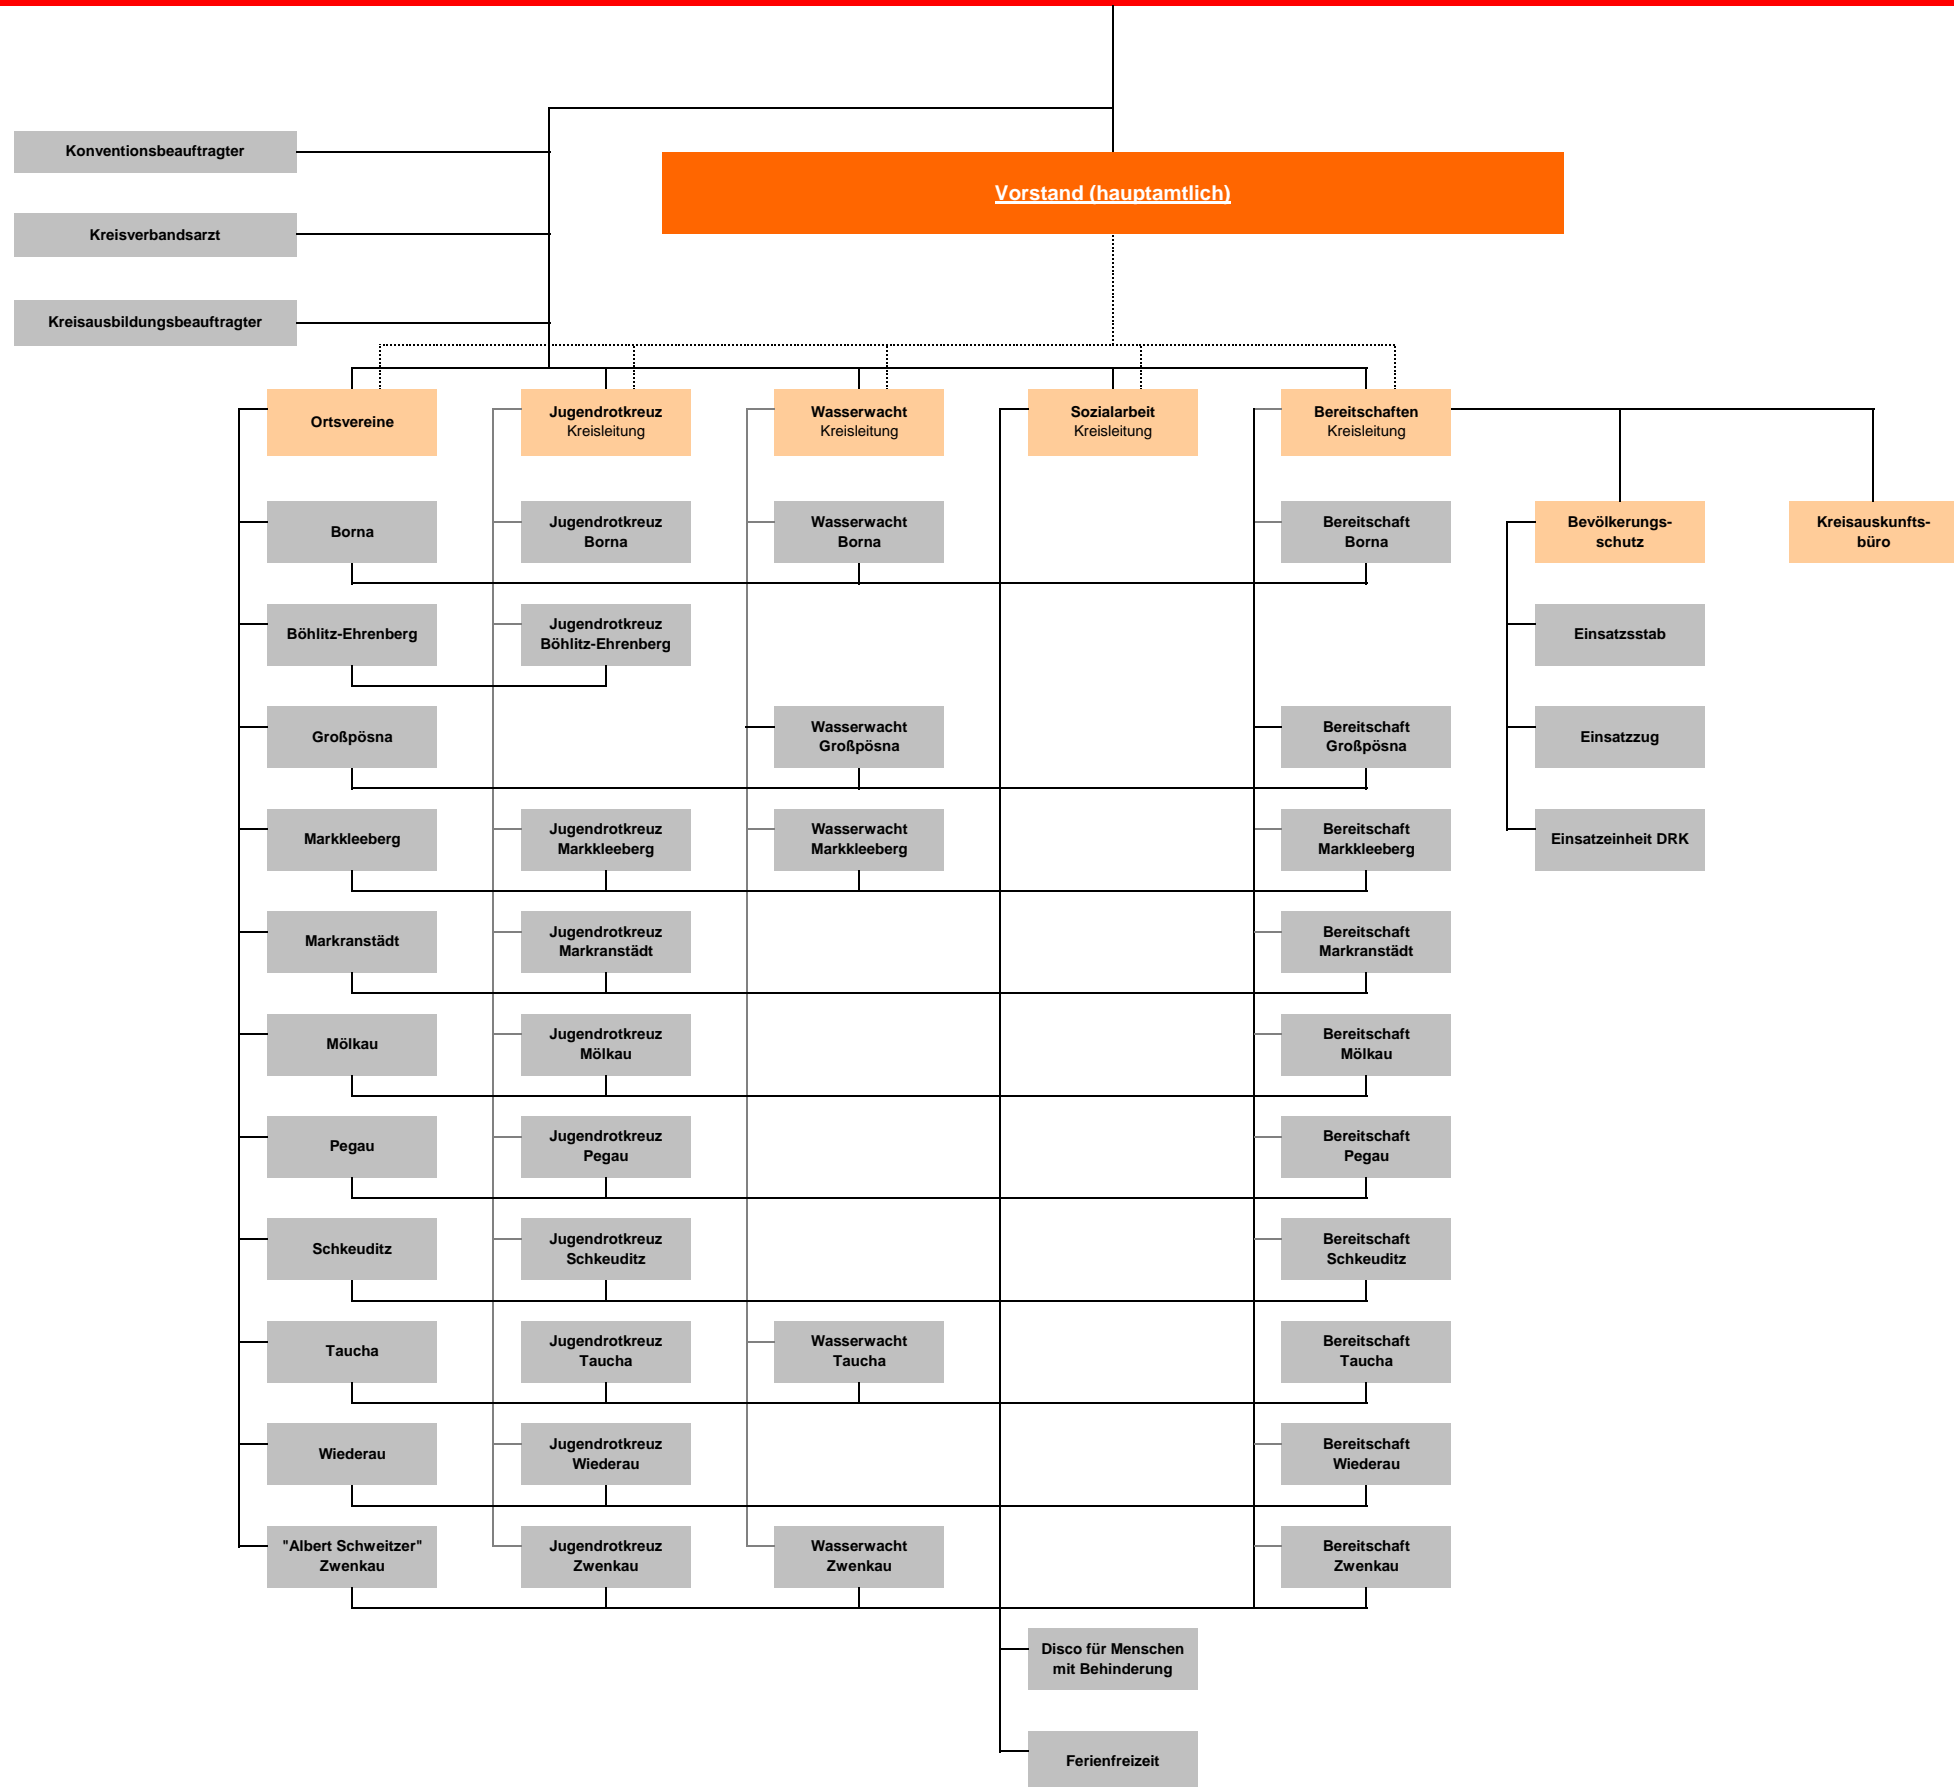 Konventionsbeauftragter
Vorstand (hauptamtlich)
Kreisverbandsarzt
Kreisausbildungsbeauftragter
Ortsvereine
Jugendrotkreuz
Kreisleitung
Wasserwacht
Kreisleitung
Sozialarbeit
Kreisleitung
Bereitschaften
Kreisleitung
Borna
Jugendrotkreuz
Borna
Wasserwacht
Borna
Bereitschaft
Borna
Bevölkerungs-
schutz
Kreisauskunfts-
büro
Böhlitz-Ehrenberg
Jugendrotkreuz
Böhlitz-Ehrenberg
Einsatzsstab
Großpösna
Wasserwacht
Großpösna
Bereitschaft
Großpösna
Einsatzzug
Markkleeberg
Jugendrotkreuz
Markkleeberg
Wasserwacht
Markkleeberg
Bereitschaft
Markkleeberg
Einsatzeinheit DRK
Markranstädt
Jugendrotkreuz
Markranstädt
Bereitschaft
Markranstädt
Mölkau
Jugendrotkreuz
Mölkau
Bereitschaft
Mölkau
Pegau
Jugendrotkreuz
Pegau
Bereitschaft
Pegau
Schkeuditz
Jugendrotkreuz
Schkeuditz
Bereitschaft
Schkeuditz
Taucha
Jugendrotkreuz
Taucha
Wasserwacht
Taucha
Bereitschaft
Taucha
Wiederau
Jugendrotkreuz
Wiederau
Bereitschaft
Wiederau
"Albert Schweitzer"
Zwenkau
Jugendrotkreuz
Zwenkau
Wasserwacht
Zwenkau
Bereitschaft
Zwenkau
Disco für Menschen
mit Behinderung
Ferienfreizeit